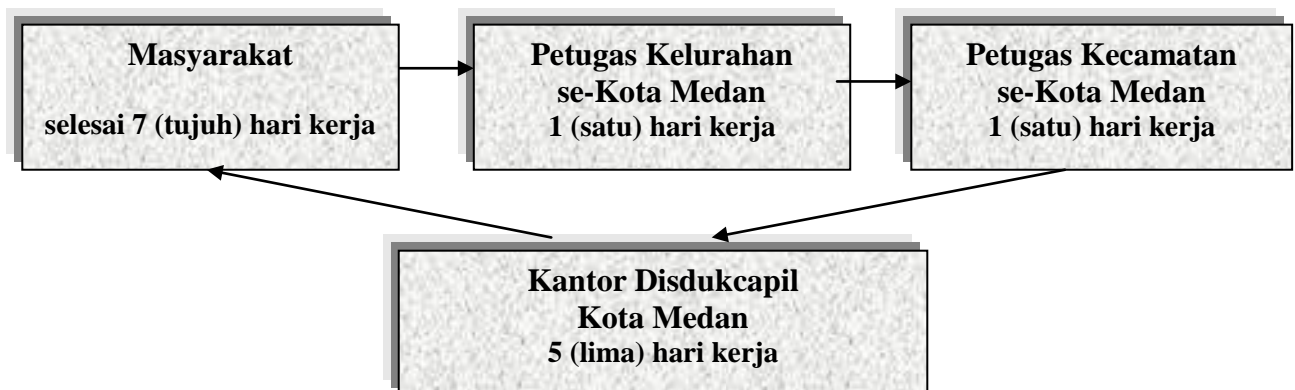 Masyarakat
selesai 7 (tujuh) hari kerja
Petugas Kelurahan
se-Kota Medan
1 (satu) hari kerja
Petugas Kecamatan
se-Kota Medan
1 (satu) hari kerja
Kantor Disdukcapil
Kota Medan
5 (lima) hari kerja